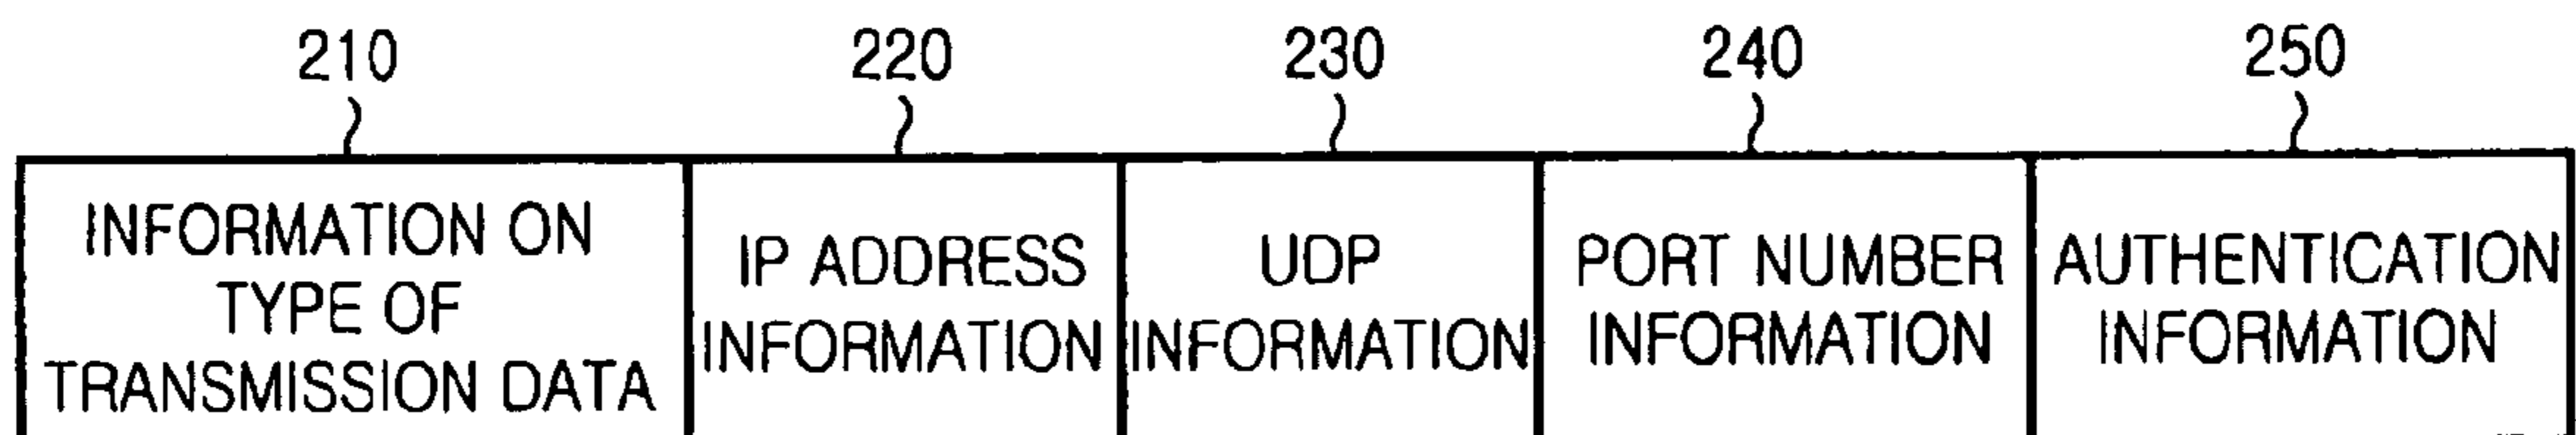 210 220 230 240 250
INFORMATION ON
TYPE OF
TRANSMISSION DATA
IP ADDRESS
INFORMATION
UDP
INFORMATION
PORT NUMBER
INFORMATION
AUTHENTICATION
INFORMATION